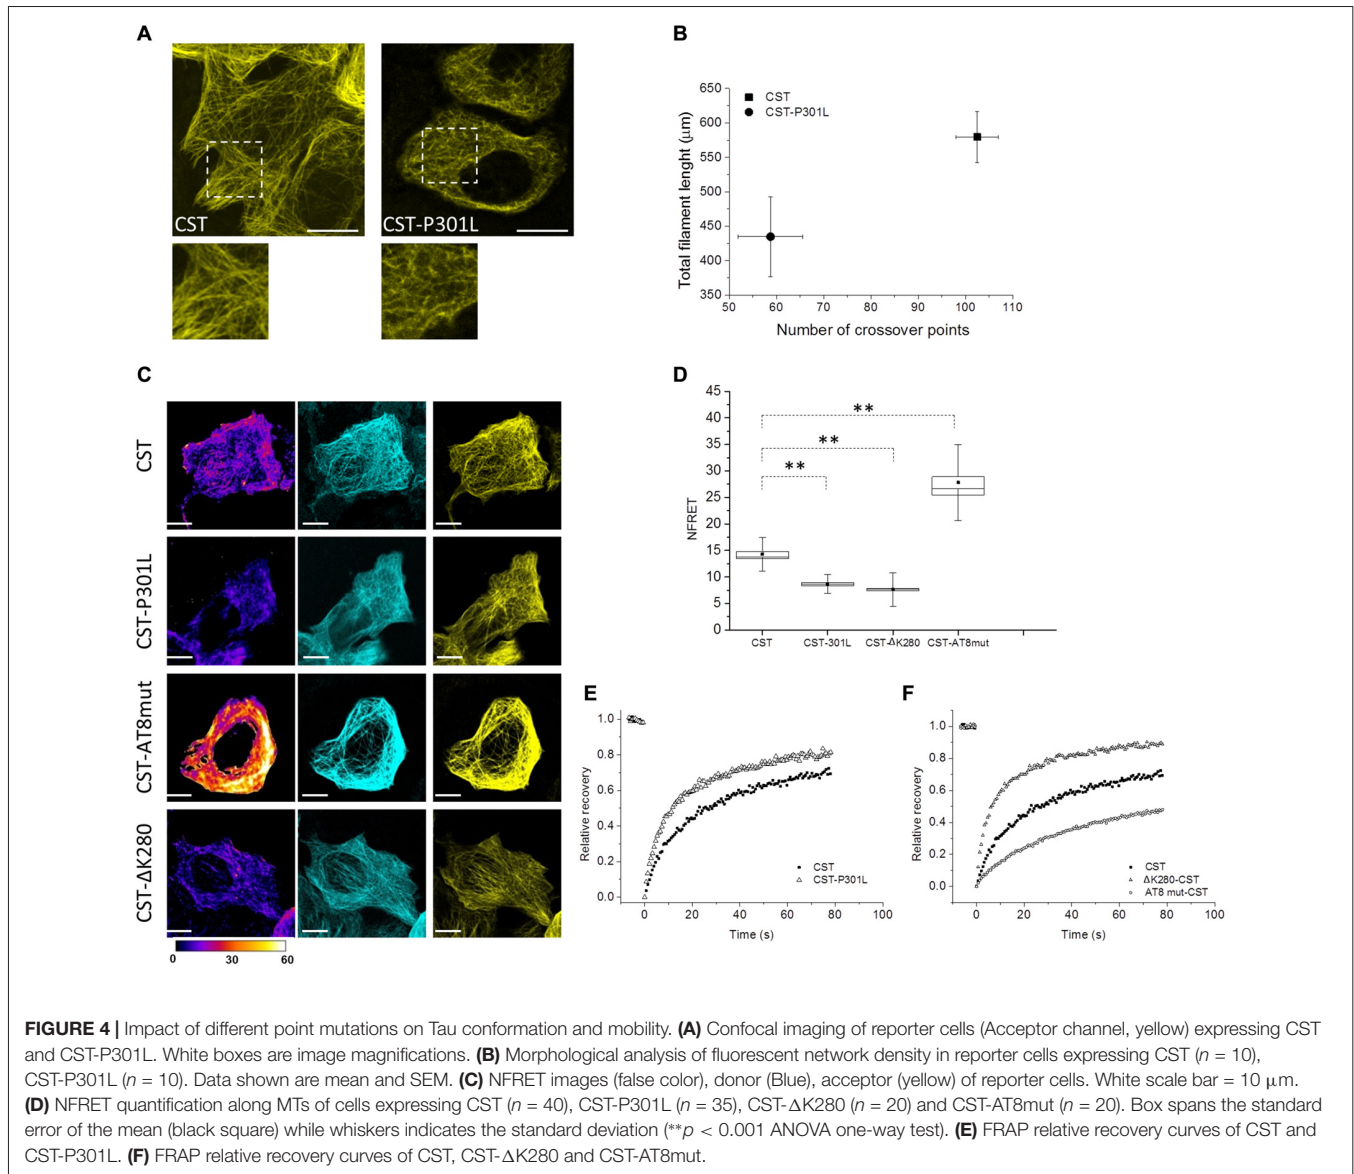 A
CST
CST-P301L
B
650
600
550
500
450
400
350
Total filament lenght (µm)
CST
CST-P301L
50 60 70 80 90 100 110
Number of crossover points
C
CST
CST-P301L
CST-AT8mut
CST-ΔK280
0 30 60
D
45
40
35
30
25
20
15
10
5
0
NFRET
**
**
**
CST CST-301L CST-ΔK280 CST-AT8mut
E
1.0
0.8
0.6
0.4
0.2
0.0
Relative recovery
CST
CST-P301L
0 20 40 60 80 100
Time (s)
F
1.0
0.8
0.6
0.4
0.2
0.0
Relative recovery
CST
ΔK280-CST
AT8 mut-CST
0 20 40 60 80 100
Time (s)
FIGURE 4 | Impact of different point mutations on Tau conformation and mobility. (A) Confocal imaging of reporter cells (Acceptor channel, yellow) expressing CST
and CST-P301L. White boxes are image magnifications. (B) Morphological analysis of fluorescent network density in reporter cells expressing CST (n = 10),
CST-P301L (n = 10). Data shown are mean and SEM. (C) NFRET images (false color), donor (Blue), acceptor (yellow) of reporter cells. White scale bar = 10 µm.
(D) NFRET quantification along MTs of cells expressing CST (n = 40), CST-P301L (n = 35), CST-ΔK280 (n = 20) and CST-AT8mut (n = 20). Box spans the standard
error of the mean (black square) while whiskers indicates the standard deviation (**p < 0.001 ANOVA one-way test). (E) FRAP relative recovery curves of CST and
CST-P301L. (F) FRAP relative recovery curves of CST, CST-ΔK280 and CST-AT8mut.